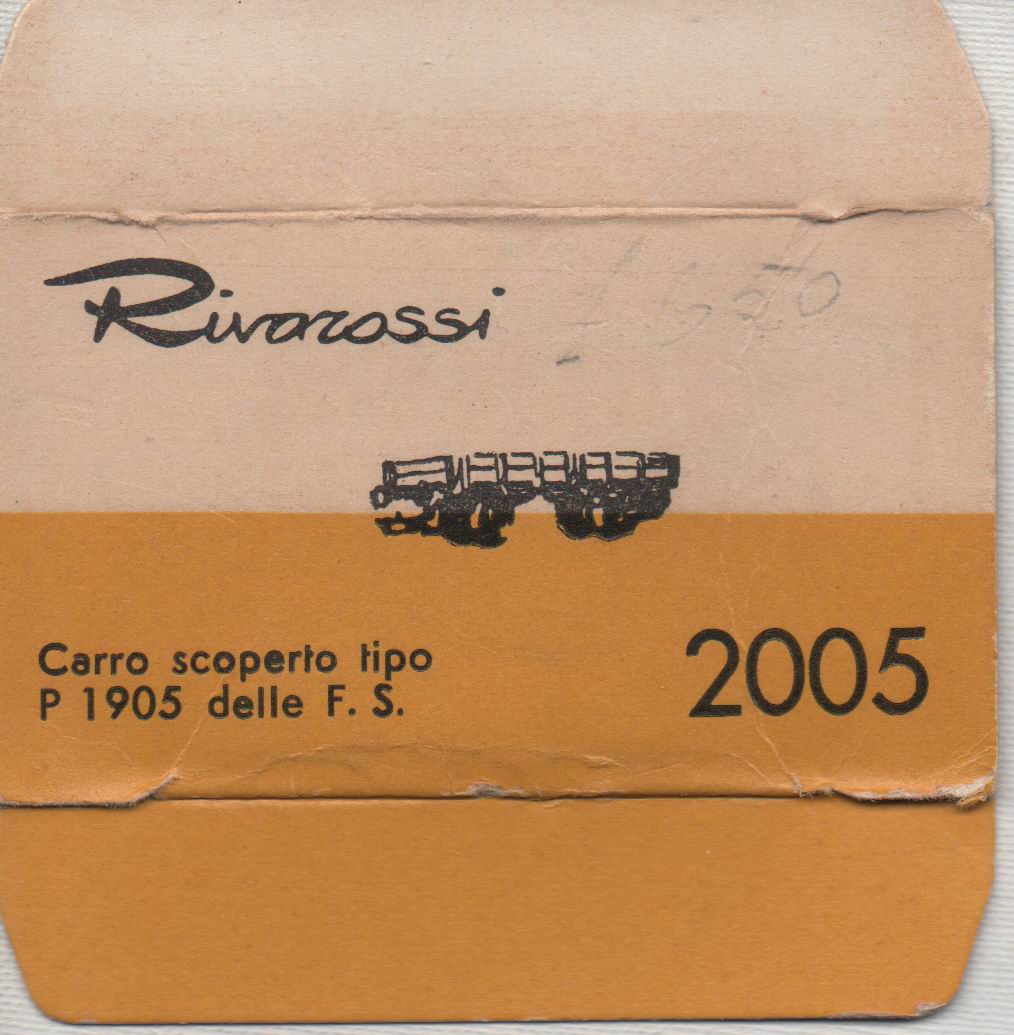 Rivarossi
Carro scoperto tipo
P 1905 delle F. S.
2005